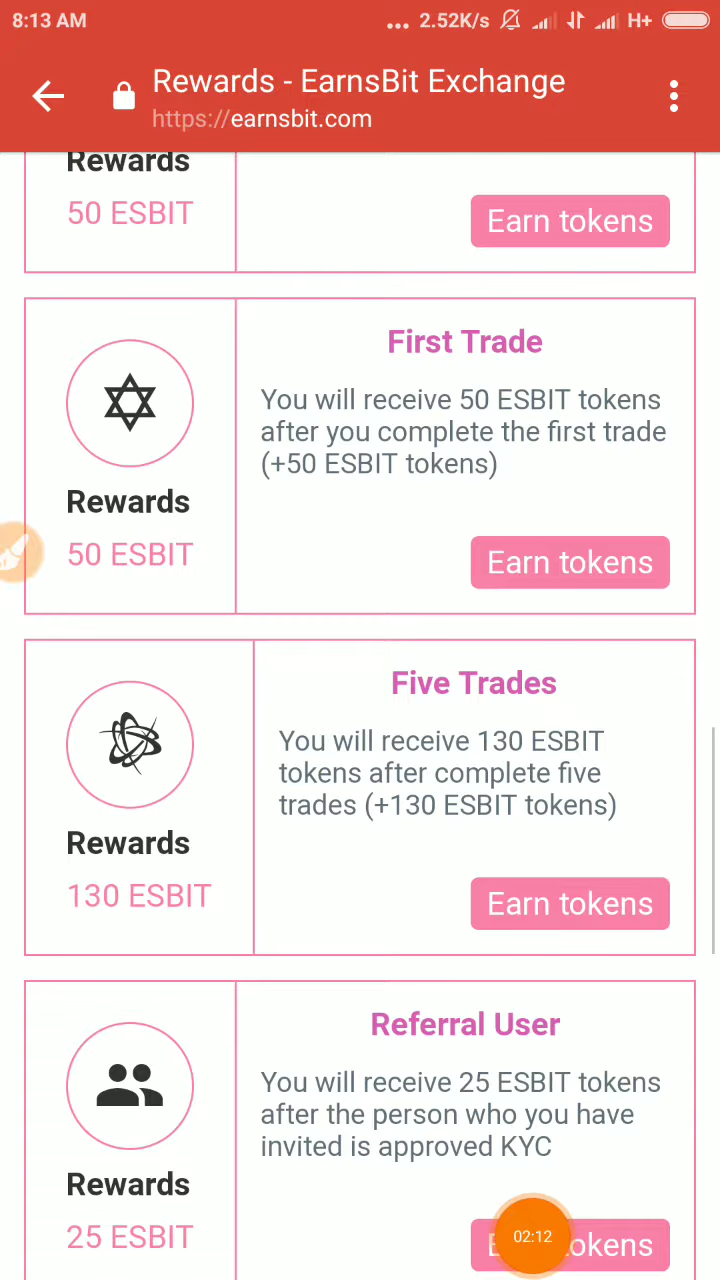 8:13 AM
... 2.52K/s H+
Rewards - EarnsBit Exchange
https://earnsbit.com
Rewards
50 ESBIT
Earn tokens
First Trade
You will receive 50 ESBIT tokens
after you complete the first trade
(+50 ESBIT tokens)
Rewards
50 ESBIT
Earn tokens
Five Trades
You will receive 130 ESBIT
tokens after complete five
trades (+130 ESBIT tokens)
Rewards
130 ESBIT
Earn tokens
Referral User
You will receive 25 ESBIT tokens
after the person who you have
invited is approved KYC
Rewards
25 ESBIT
02:12